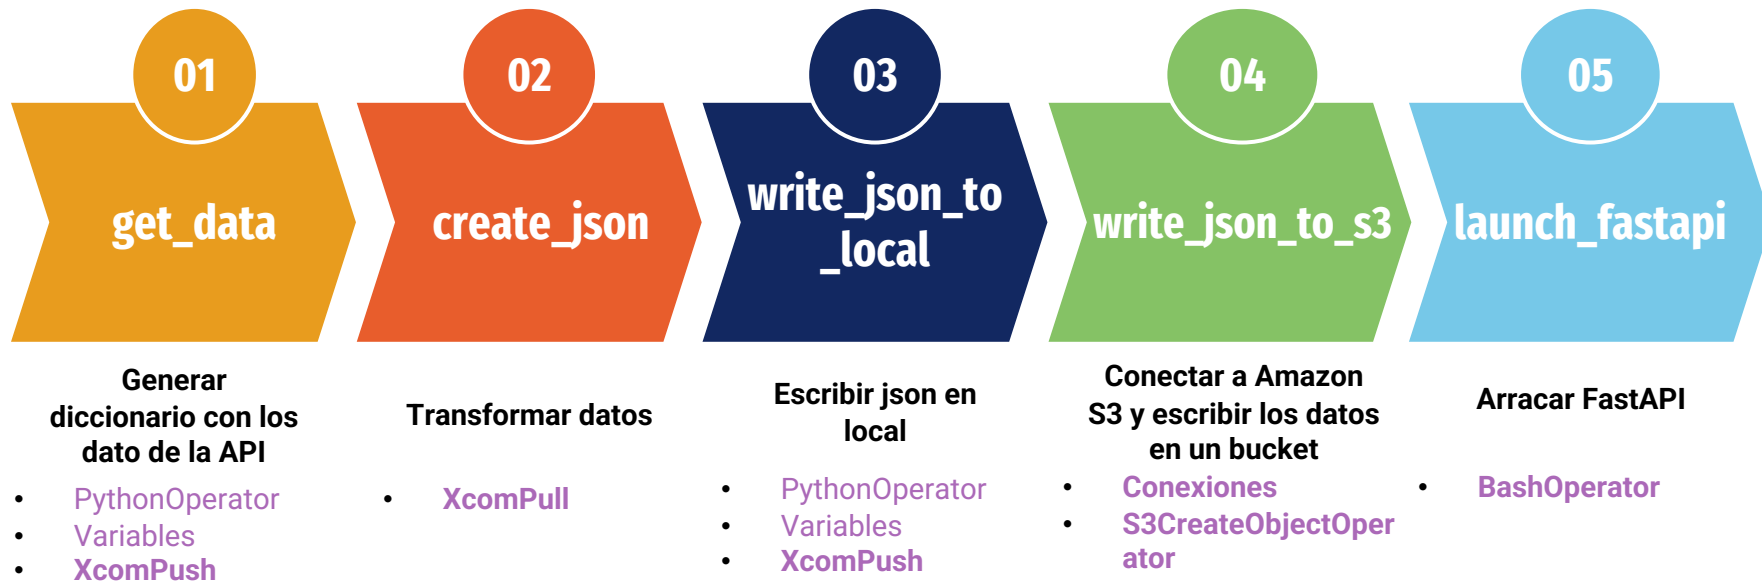 01
get_data
Generar
diccionario con los
dato de la API
• PythonOperator
• Variables
• XcomPush
02
create_json
Transformar datos
• XcomPull
03
write_json_to
_local
Escribir json en
local
• PythonOperator
• Variables
• XcomPush
04
write_json_to_s3
Conectar a Amazon
S3 y escribir los datos
en un bucket
• Conexiones
• S3CreateObjectOper
ator
05
launch_fastapi
Arracar FastAPI
• BashOperator